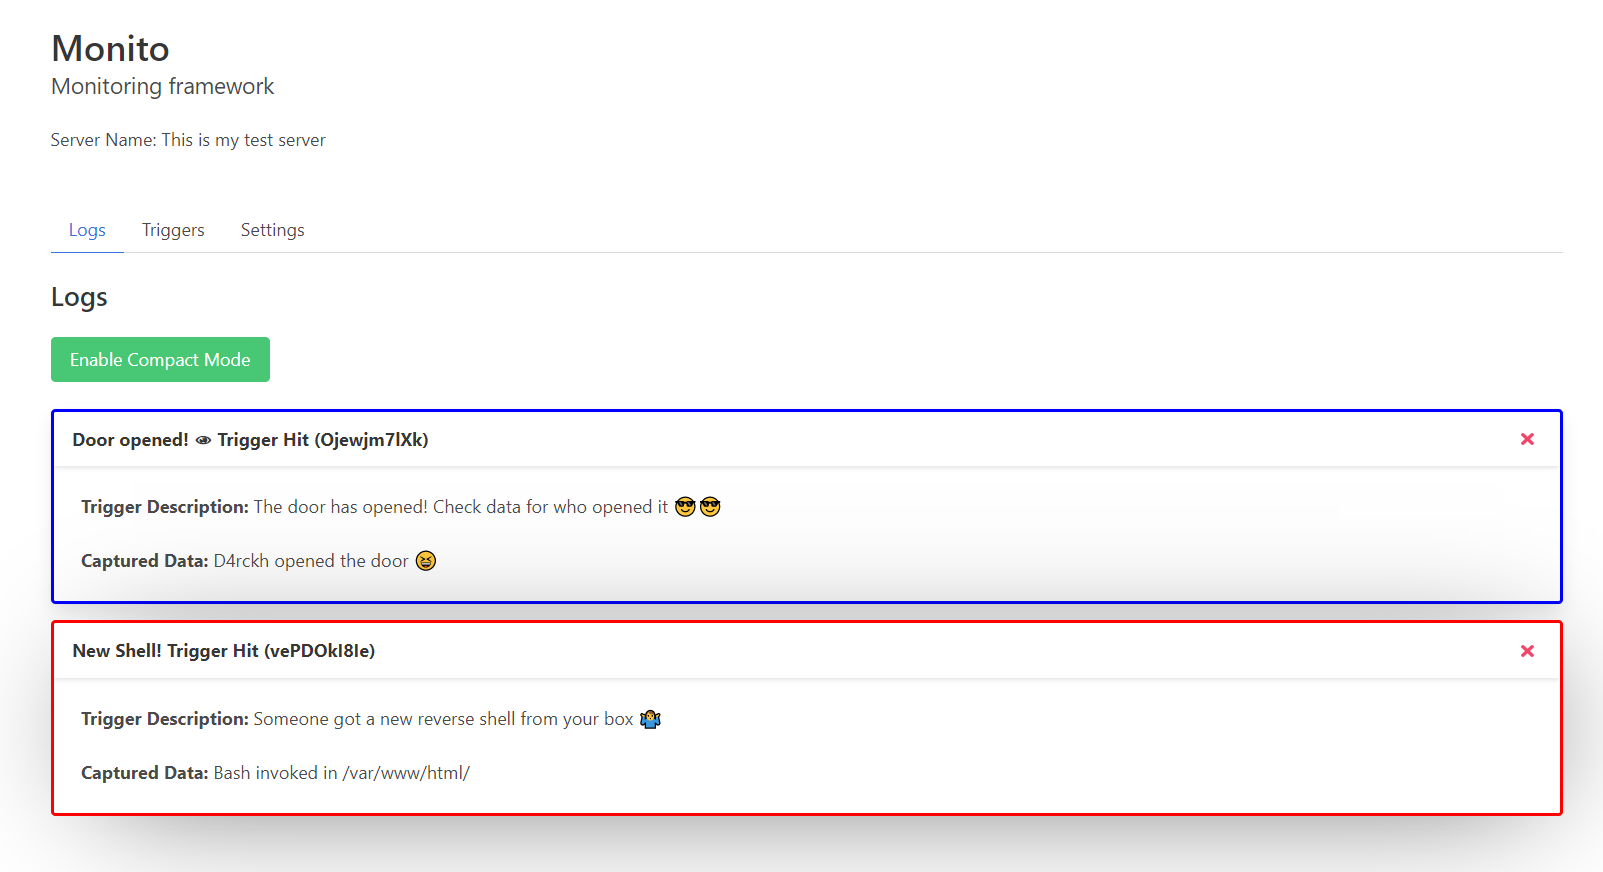 Monito
Monitoring framework
Server Name: This is my test server
Logs Triggers Settings
Logs
Enable Compact Mode
Door opened! 👁 Trigger Hit (Ojewjm7lXk)
Trigger Description: The door has opened! Check data for who opened it 😎😎
Captured Data: D4rckh opened the door 😆
New Shell! Trigger Hit (vePDOkI8Ie)
Trigger Description: Someone got a new reverse shell from your box 🤷
Captured Data: Bash invoked in /var/www/html/